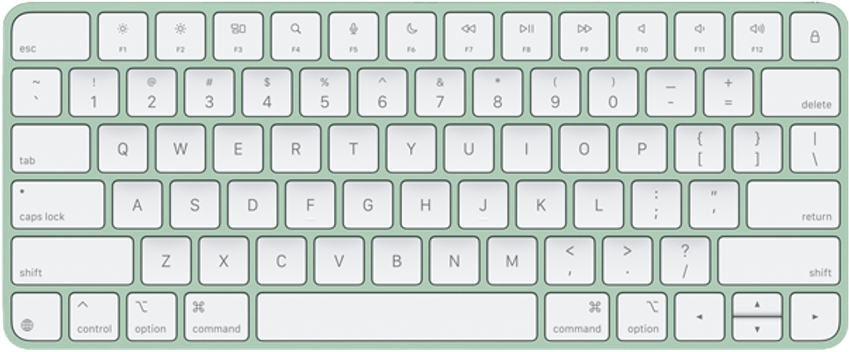 esc F1 F2 F3 F4 F5 F6 F7 F8 F9 F10 F11 F12
~ ! @ # $ % ^ & * ( ) _ +
` 1 2 3 4 5 6 7 8 9 0 - = delete
tab Q W E R T Y U I O P { [ } ] | \
caps lock A S D F G H J K L : ; " ' return
shift Z X C V B N M < , > . ? / shift
control option command command option